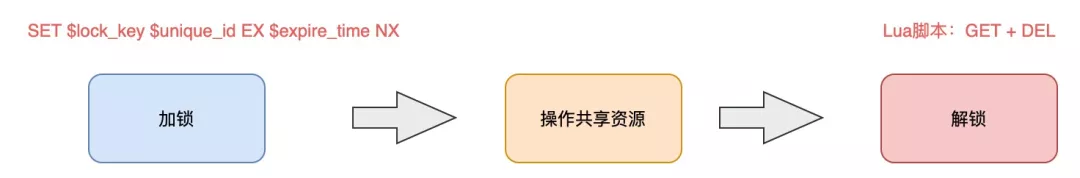 SET $lock_key $unique_id EX $expire_time NX
Lua脚本：GET + DEL
加锁
操作共享资源
解锁